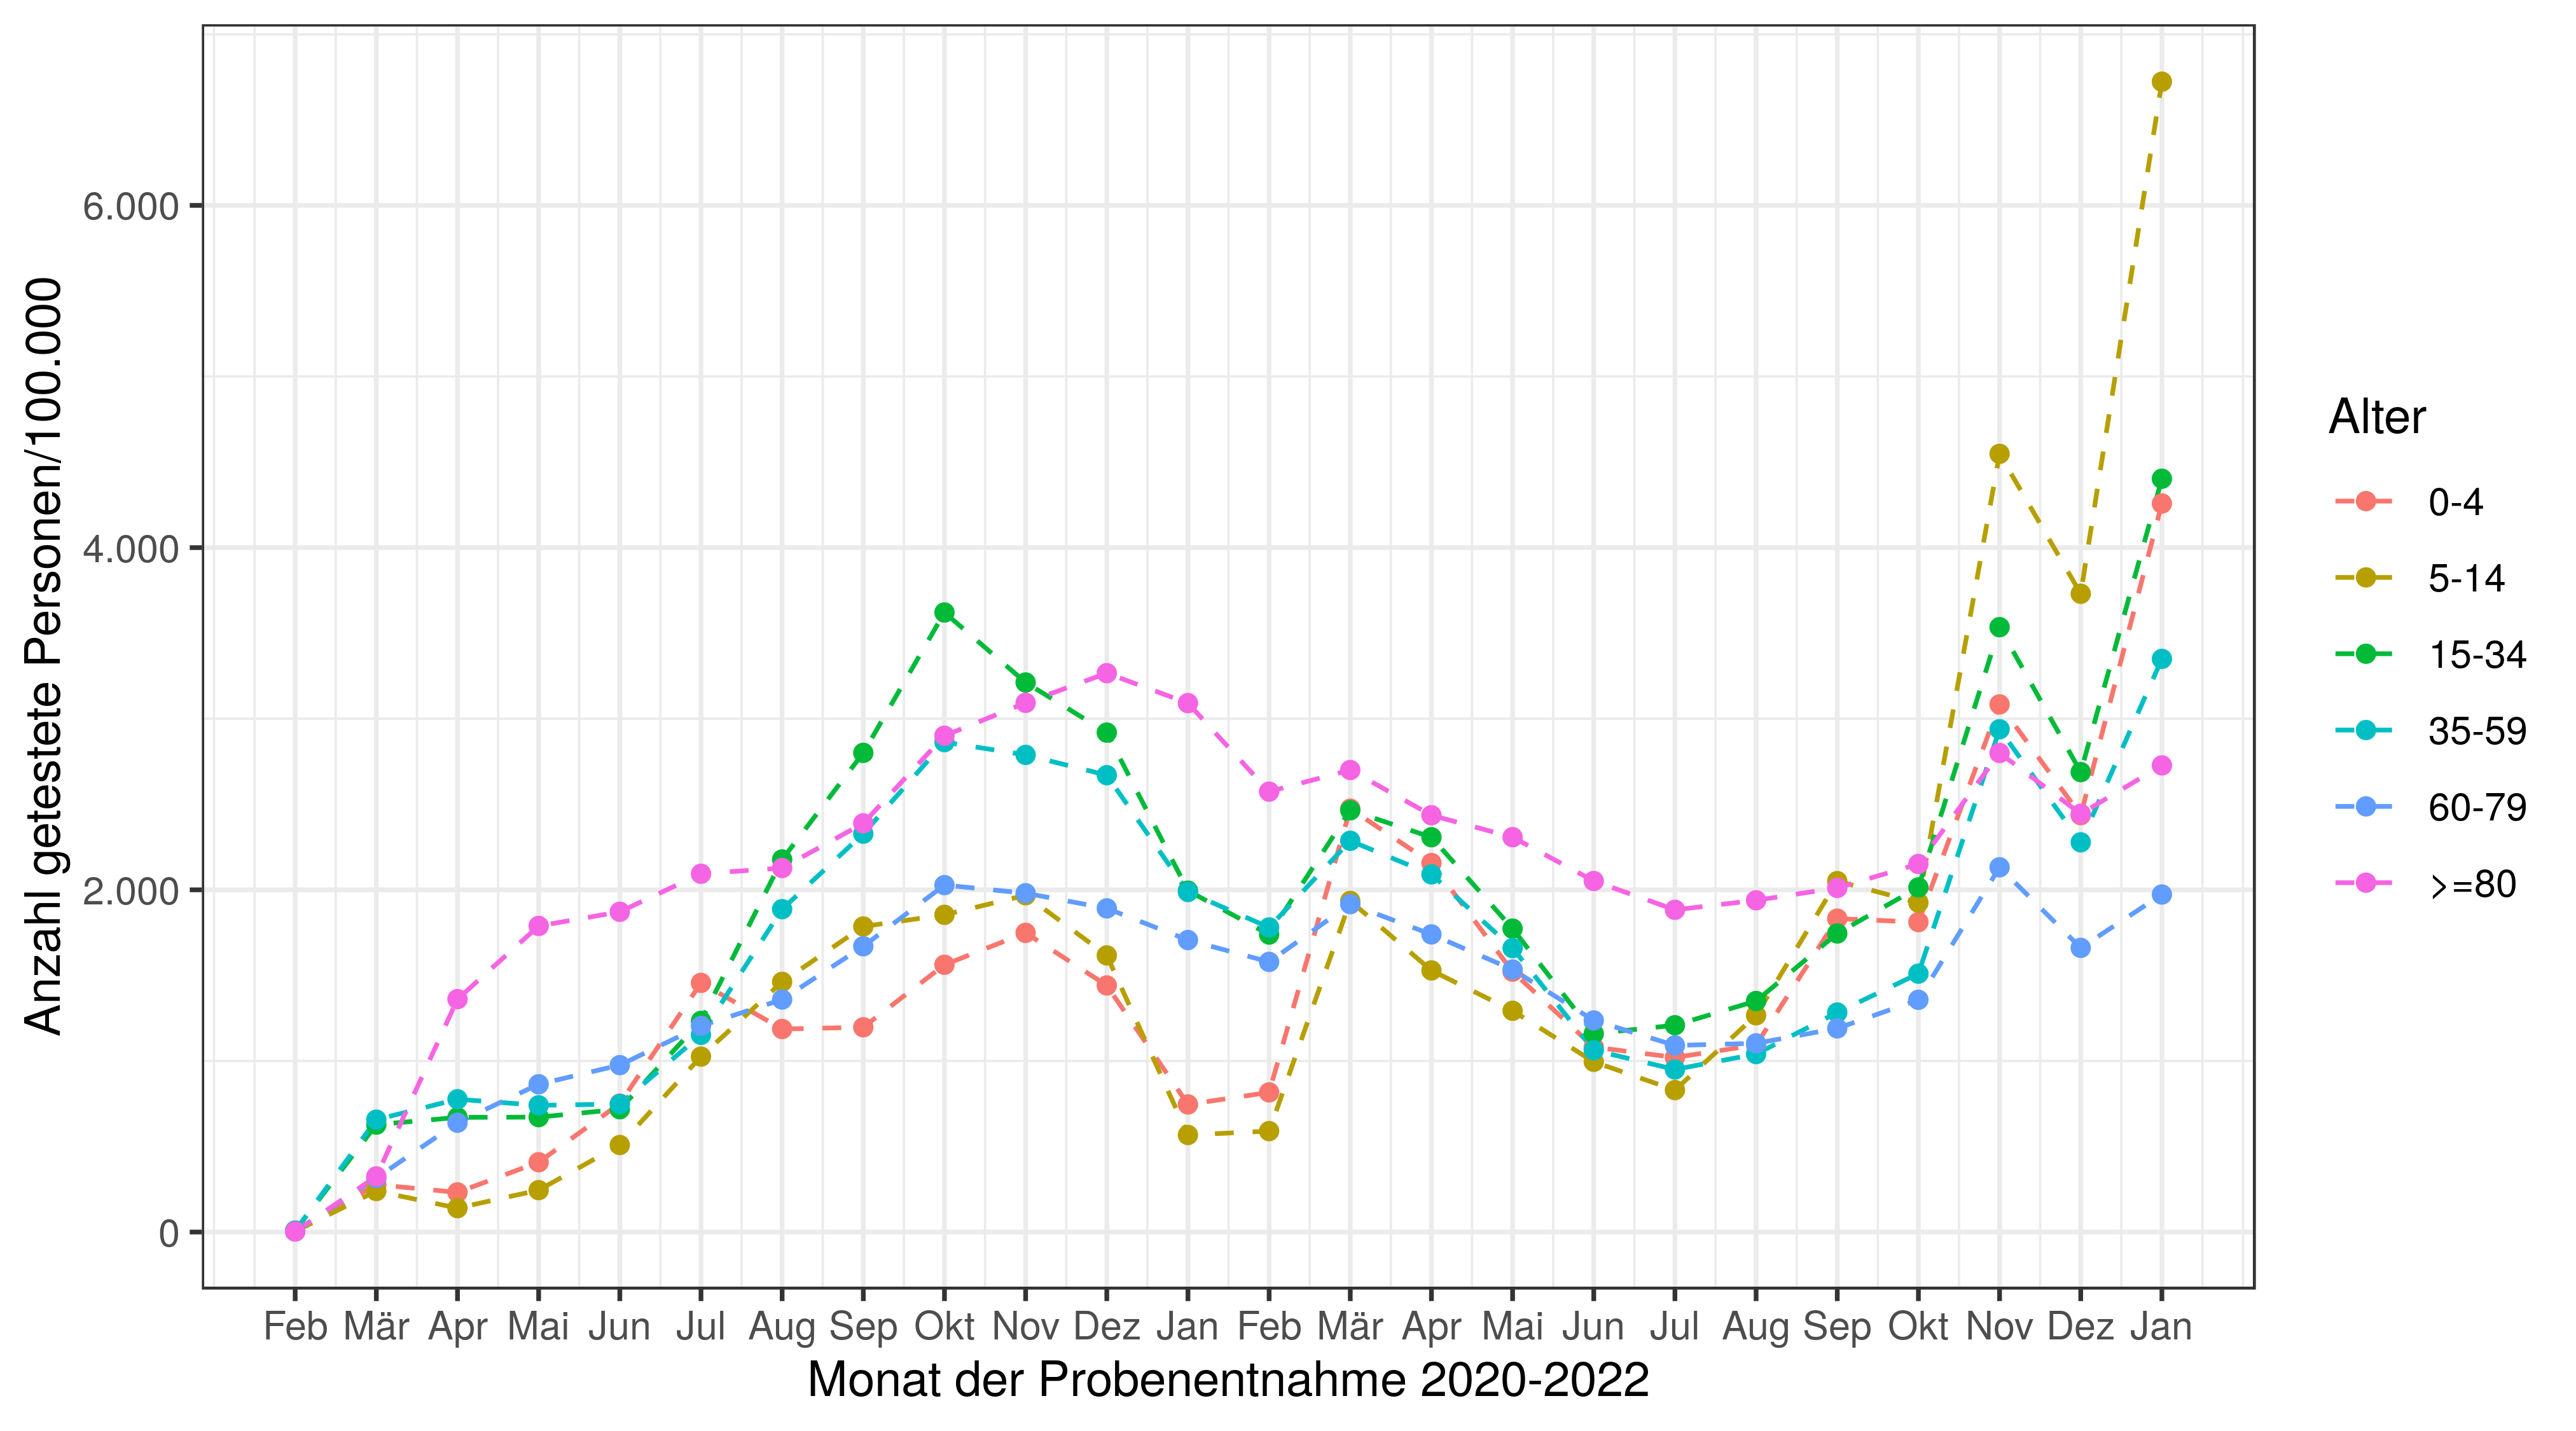 Anzahl getestete Personen/100.000
6.000
4.000
2.000
0
Feb Mär Apr Mai Jun Jul Aug Sep Okt Nov Dez Jan Feb Mär Apr Mai Jun Jul Aug Sep Okt Nov Dez Jan
Monat der Probenentnahme 2020-2022
Alter
0-4
5-14
15-34
35-59
60-79
>=80